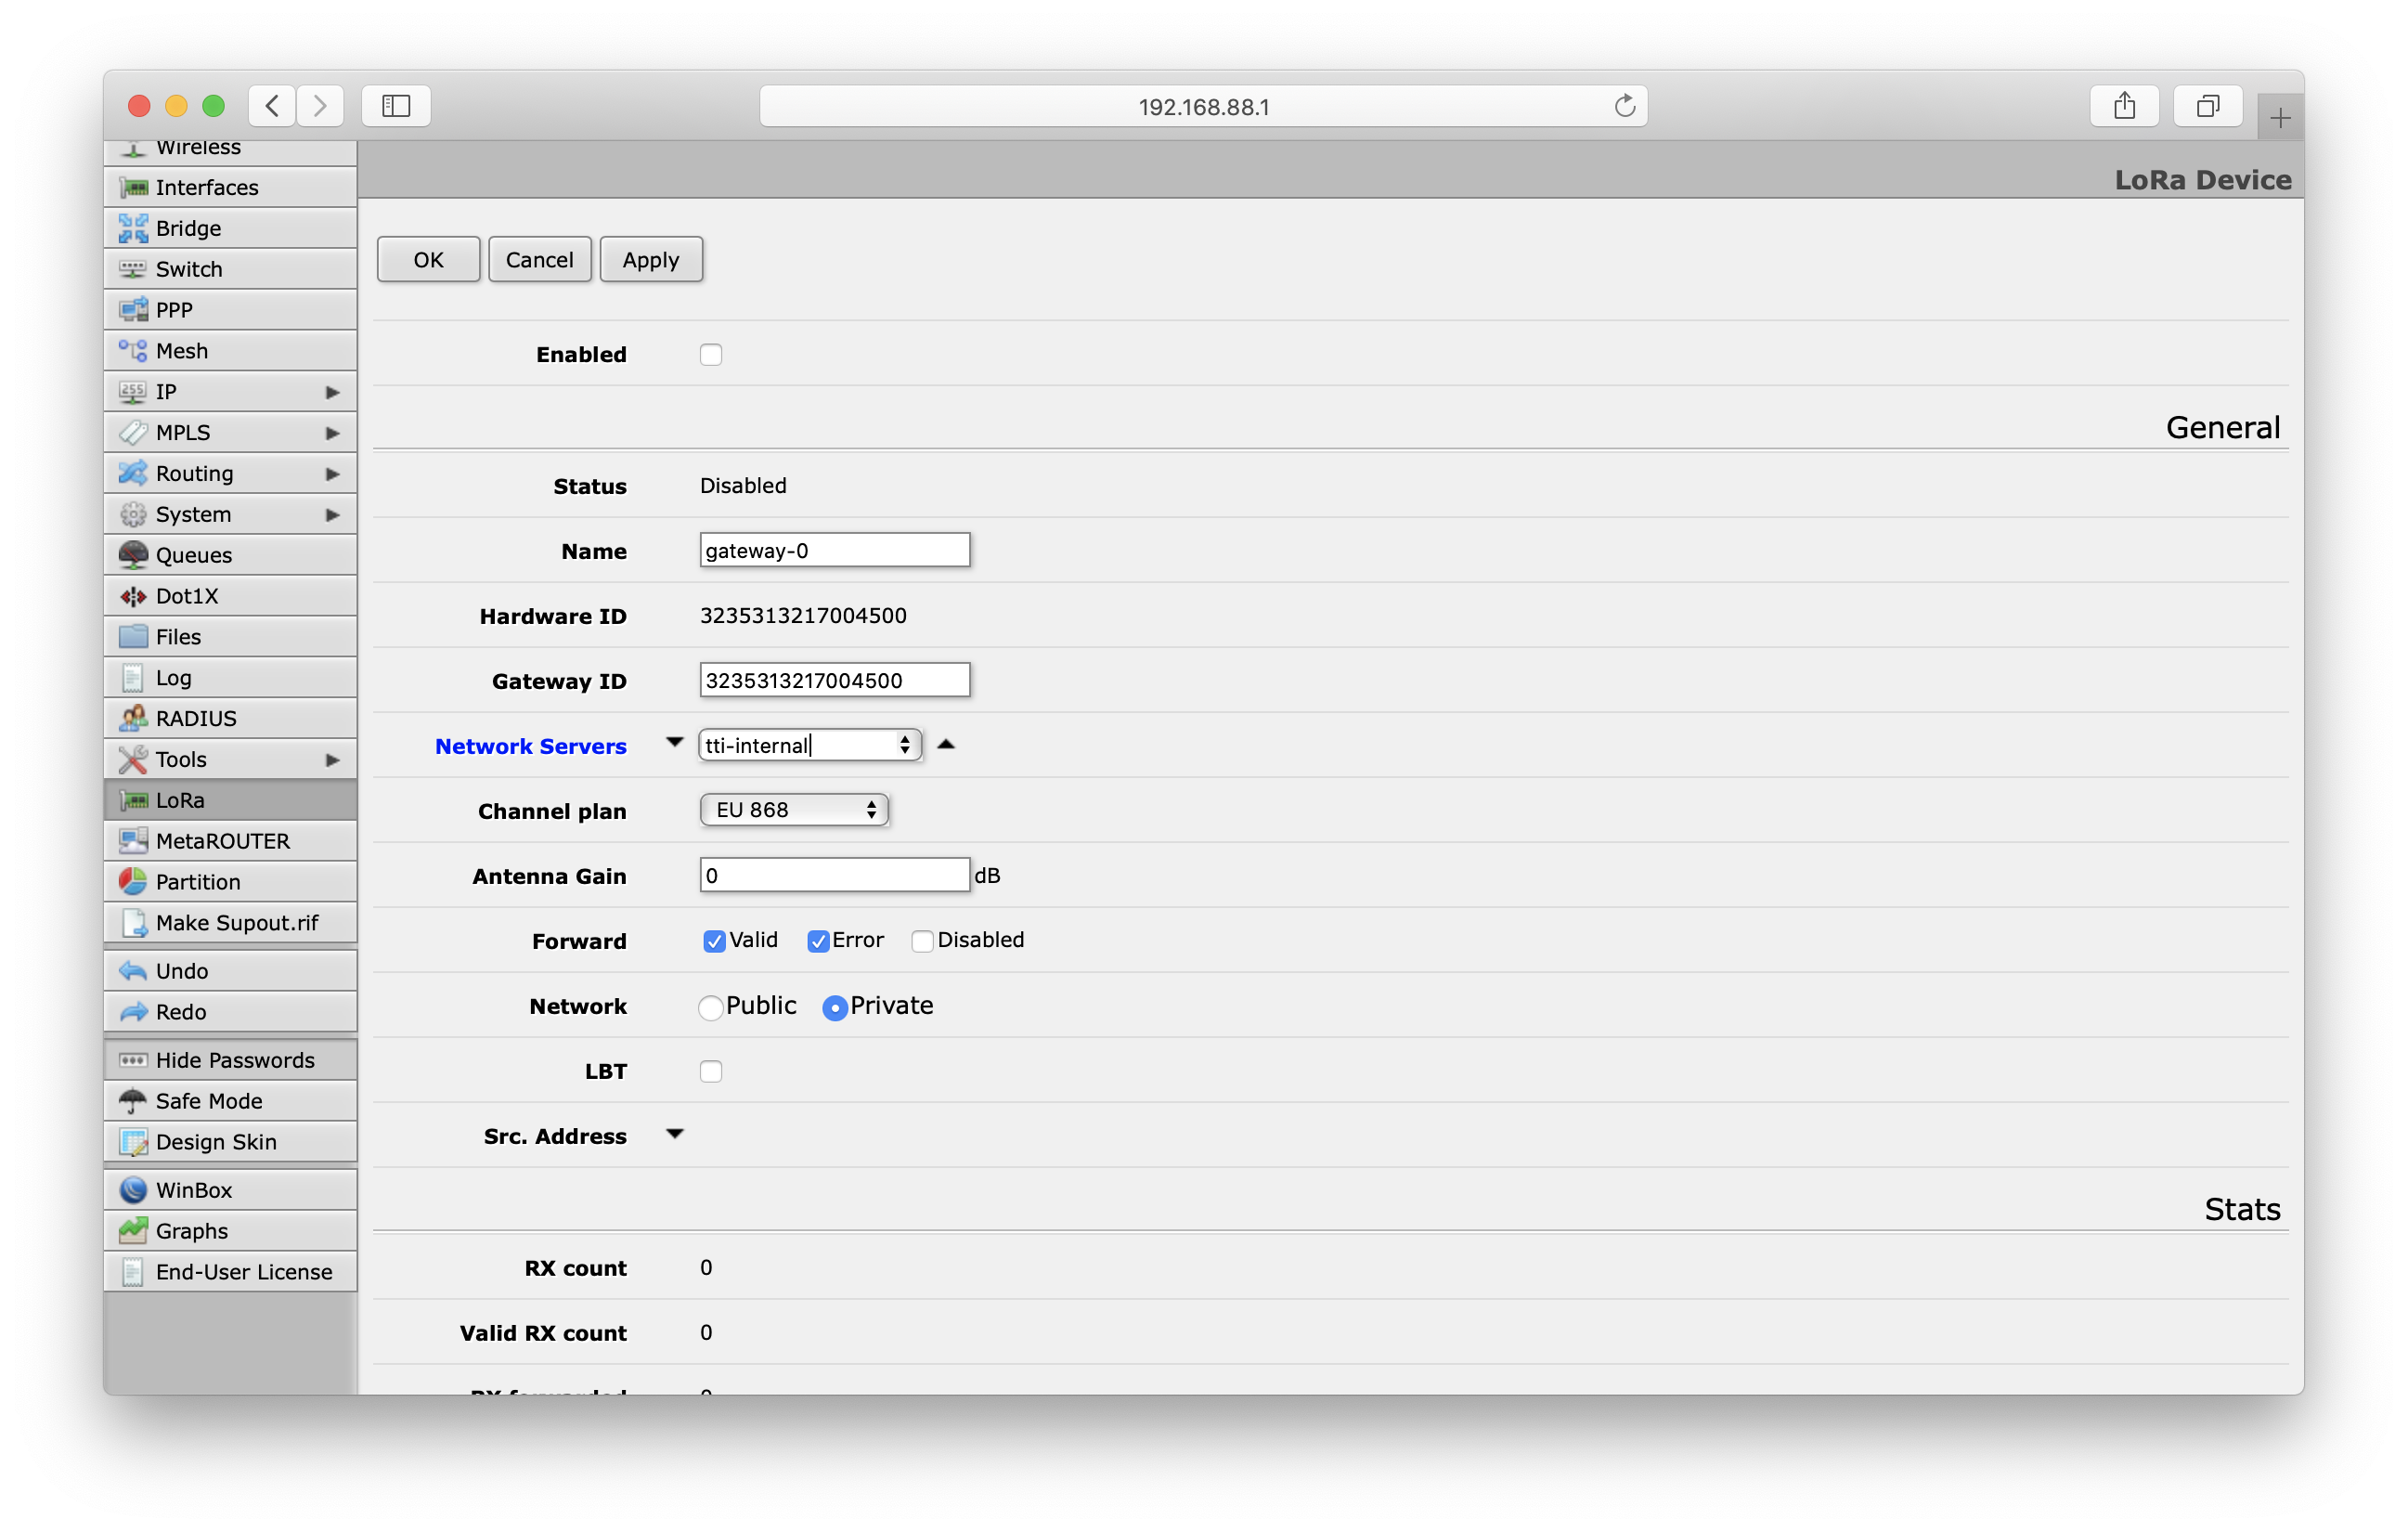 192.168.88.1
Wireless
Interfaces
Bridge
Switch
PPP
Mesh
IP
MPLS
Routing
System
Queues
Dot1X
Files
Log
RADIUS
Tools
LoRa
MetaROUTER
Partition
Make Supout.rif
Undo
Redo
Hide Passwords
Safe Mode
Design Skin
WinBox
Graphs
End-User License
LoRa Device
OK Cancel Apply
Enabled
General
Status Disabled
Name gateway-0
Hardware ID 3235313217004500
Gateway ID 3235313217004500
Network Servers tti-internal
Channel plan EU 868
Antenna Gain 0 dB
Forward Valid Error Disabled
Network Public Private
LBT
Src. Address
Stats
RX count 0
Valid RX count 0
RX forwarded 0